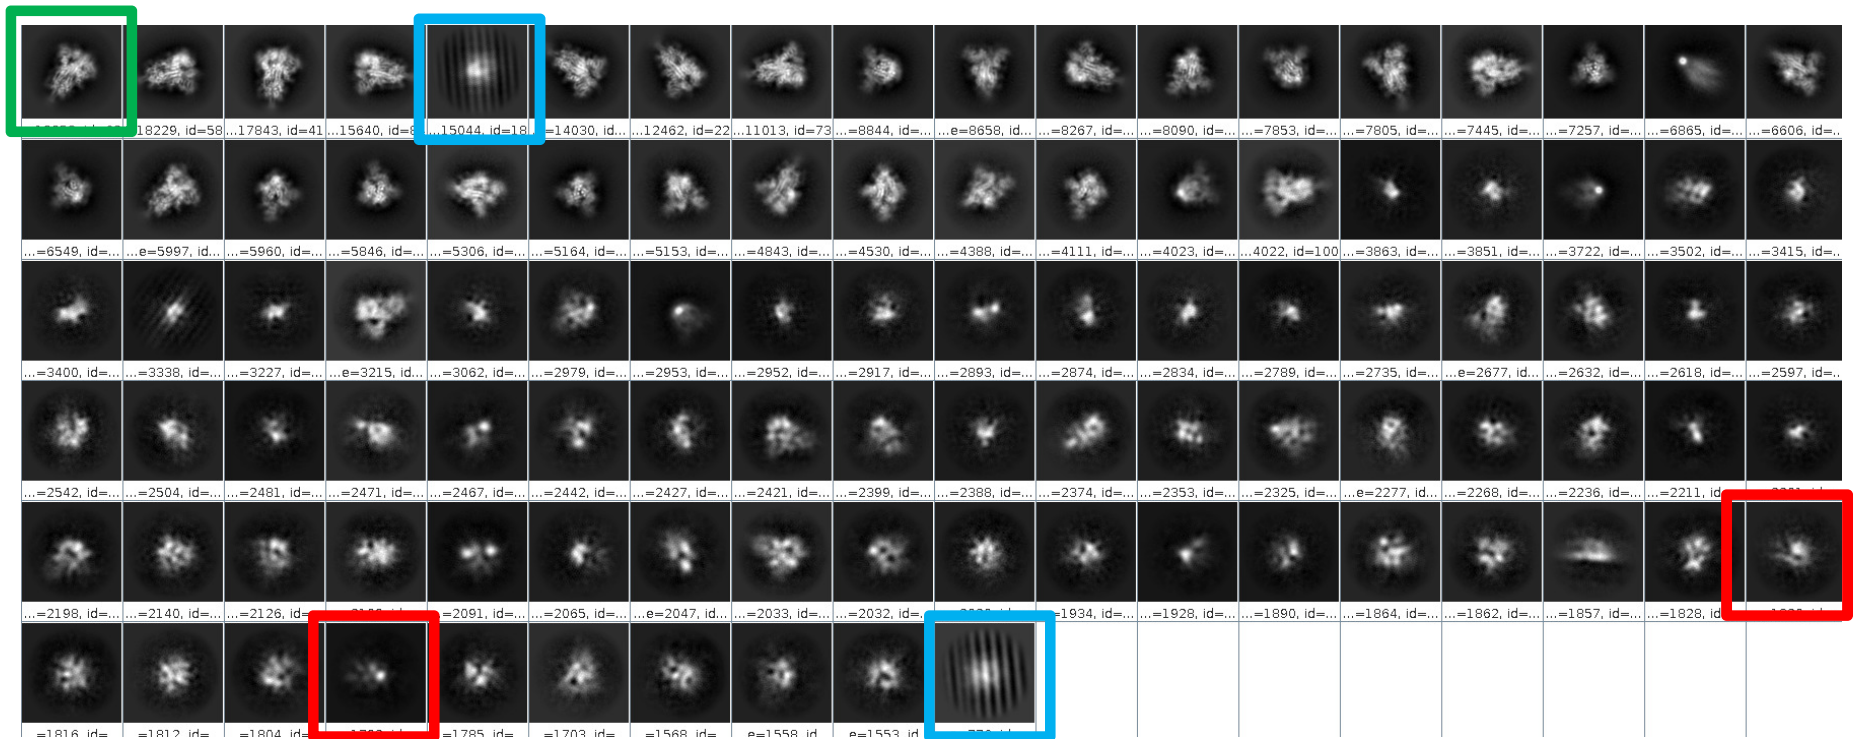 18229, id=58 ...17843, id=41 ...15640, id=8 ...15044, id=18 =14030, id... ...12462, id=22 ...11013, id=73 ...=8844, id=... ...e=8658, id... ...=8267, id=... ...=8090, id=... ...=7853, id=... ...=7805, id=... ...=7445, id=... ...=7257, id=... ...=6865, id=... ...=6606, id=...
...=6549, id=... ...e=5997, id... ...=5960, id=... ...=5846, id=... ...=5306, id=... ...=5164, id=... ...=5153, id=... ...=4843, id=... ...=4530, id=... ...=4388, id=... ...=4111, id=... ...=4023, id=... ...4022, id=100 ...=3863, id=... ...=3851, id=... ...=3722, id=... ...=3502, id=... ...=3415, id=...
...=3400, id=... ...=3338, id=... ...=3227, id=... ...e=3215, id... ...=3062, id=... ...=2979, id=... ...=2953, id=... ...=2952, id=... ...=2917, id=... ...=2893, id=... ...=2874, id=... ...=2834, id=... ...=2789, id=... ...=2735, id=... ...e=2677, id... ...=2632, id=... ...=2618, id=... ...=2597, id=...
...=2542, id=... ...=2504, id=... ...=2481, id=... ...=2471, id=... ...=2467, id=... ...=2442, id=... ...=2427, id=... ...=2421, id=... ...=2399, id=... ...=2388, id=... ...=2374, id=... ...=2353, id=... ...=2325, id=... ...e=2277, id... ...=2268, id=... ...=2236, id=... ...=2211, id
...=2198, id=... ...=2140, id=... ...=2126, id=... ...=2091, id=... ...=2065, id=... ...e=2047, id... ...=2033, id=... ...=2032, id=... =1934, id=... ...=1928, id=... ...=1890, id=... ...=1864, id=... ...=1862, id=... ...=1857, id=... ...=1828, id=...
=1816, id= =1812, id= =1804, id= =1785, id= =1703, id= =1568, id= e=1558, id e=1553, id